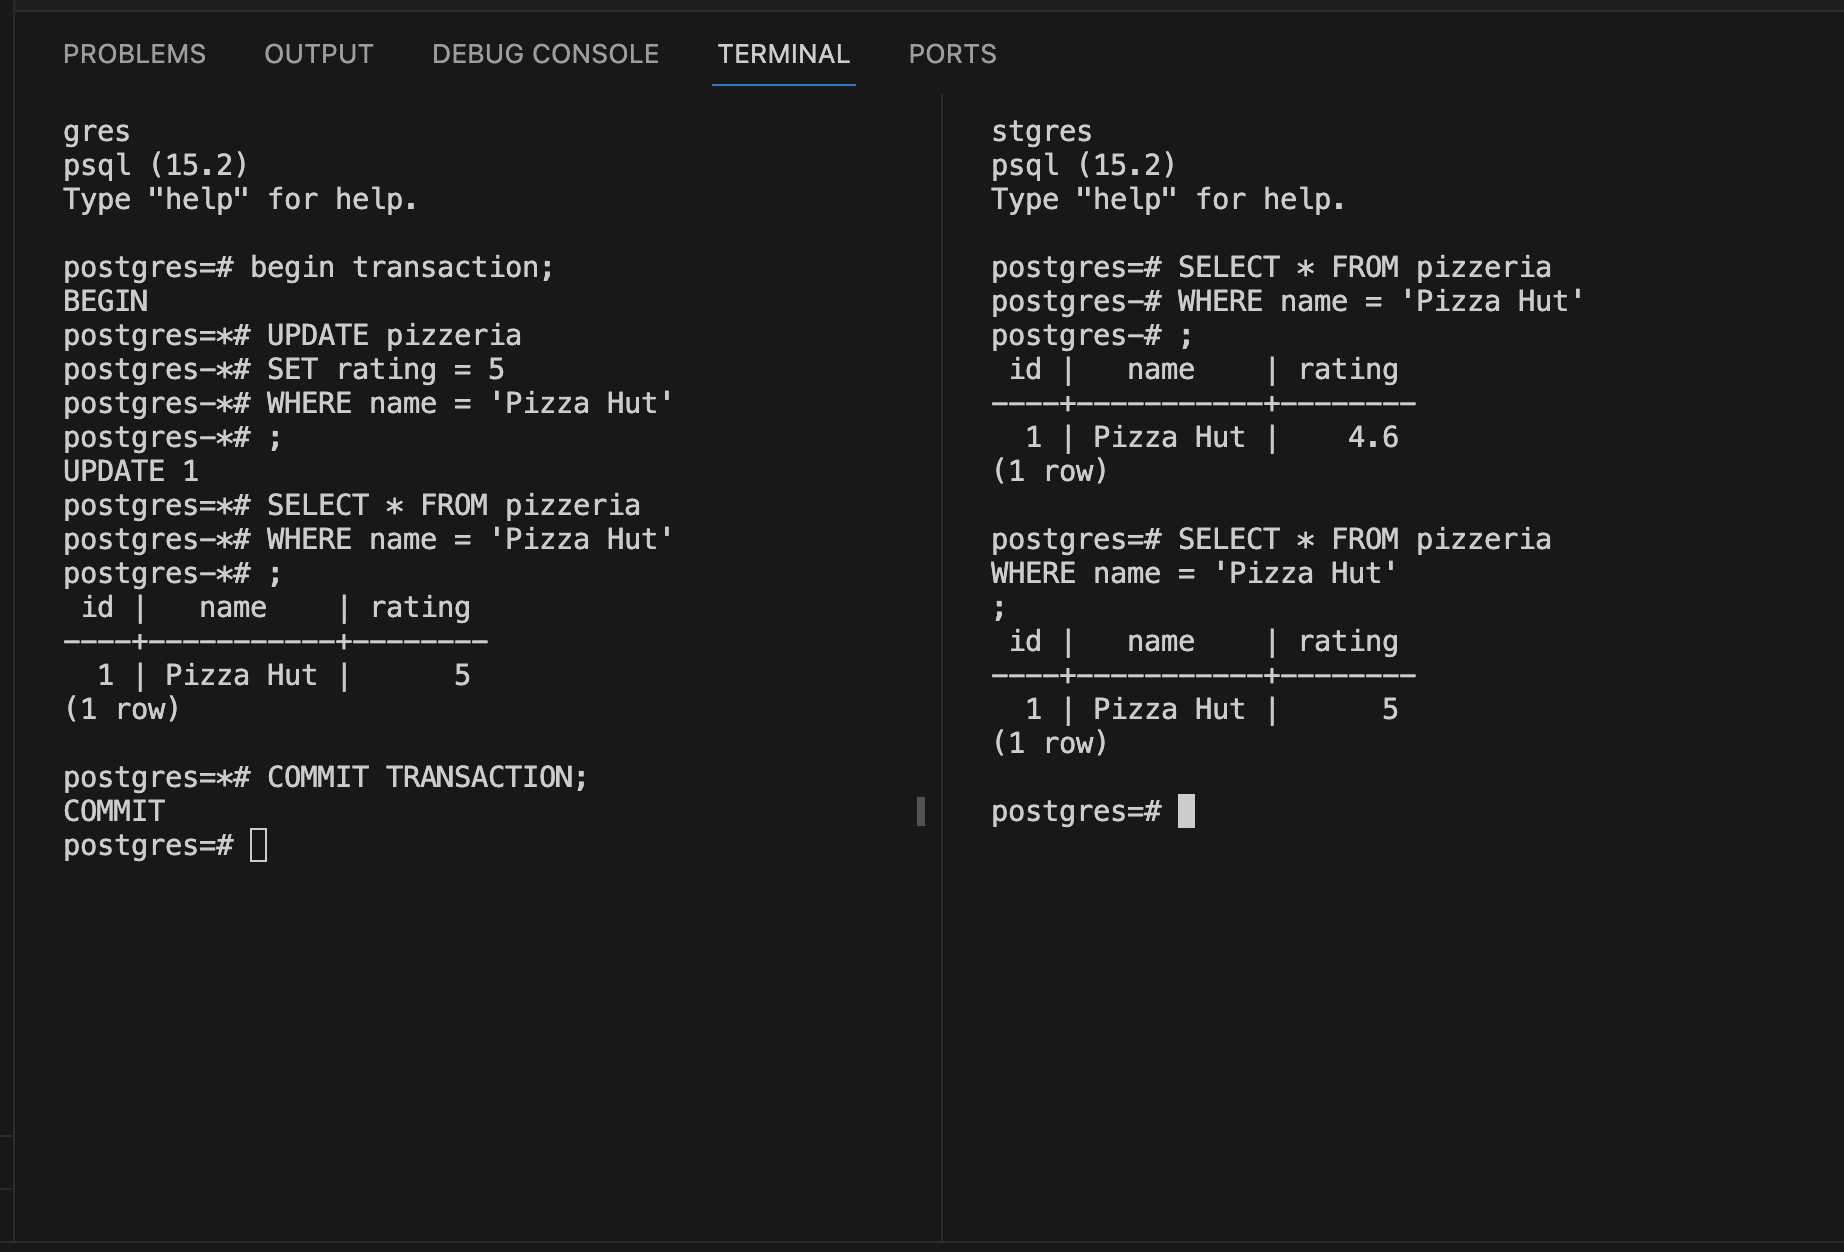 PROBLEMS OUTPUT DEBUG CONSOLE TERMINAL PORTS
gres
psql (15.2)
Type "help" for help.

postgres=# begin transaction;
BEGIN
postgres=*# UPDATE pizzeria
postgres-*# SET rating = 5
postgres-*# WHERE name = 'Pizza Hut'
postgres-*# ;
UPDATE 1
postgres=*# SELECT * FROM pizzeria
postgres-*# WHERE name = 'Pizza Hut'
postgres-*# ;
 id |   name    | rating
----+-----------+--------
  1 | Pizza Hut |      5
(1 row)

postgres=*# COMMIT TRANSACTION;
COMMIT
postgres=#
stgres
psql (15.2)
Type "help" for help.

postgres=# SELECT * FROM pizzeria
postgres-# WHERE name = 'Pizza Hut'
postgres-# ;
 id |   name    | rating
----+-----------+--------
  1 | Pizza Hut |    4.6
(1 row)

postgres=# SELECT * FROM pizzeria
WHERE name = 'Pizza Hut'
;
 id |   name    | rating
----+-----------+--------
  1 | Pizza Hut |      5
(1 row)

postgres=#